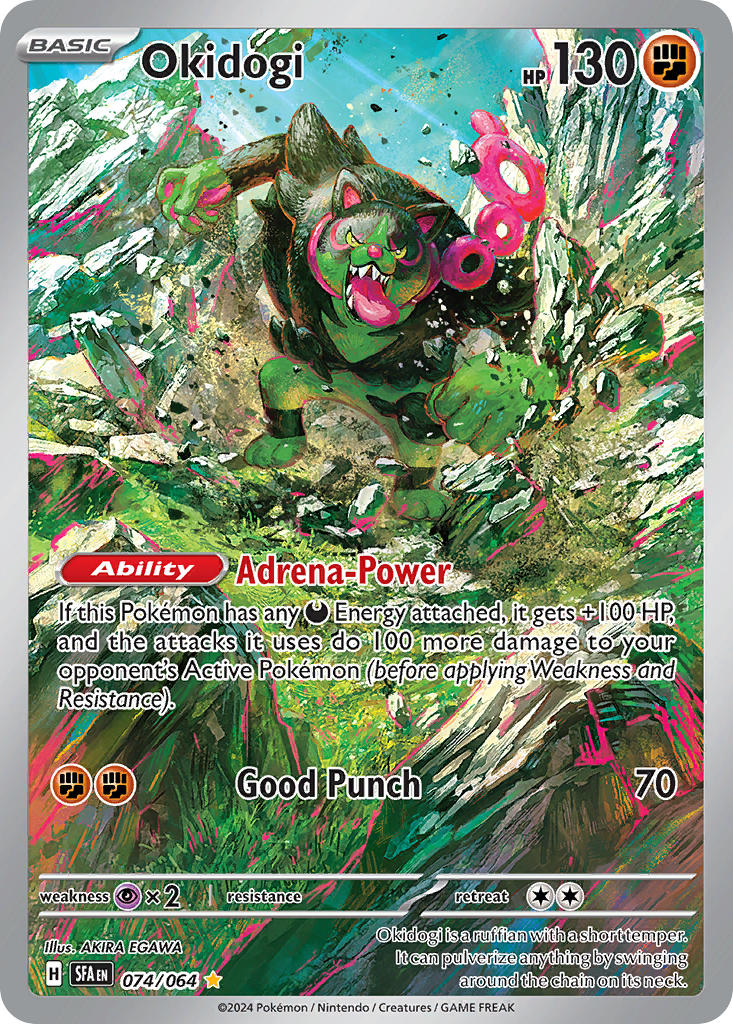 BASIC
Okidogi
HP 130
Ability Adrena-Power
If this Pokémon has any Energy attached, it gets +100 HP,
and the attacks it uses do 100 more damage to your
opponent's Active Pokémon (before applying Weakness and
Resistance).
Good Punch 70
weakness ×2 resistance retreat
Illus. AKIRA EGAWA
H SFA EN 074/064
Okidogi is a ruffian with a short temper.
It can pulverize anything by swinging
around the chain on its neck.
©2024 Pokémon / Nintendo / Creatures / GAME FREAK